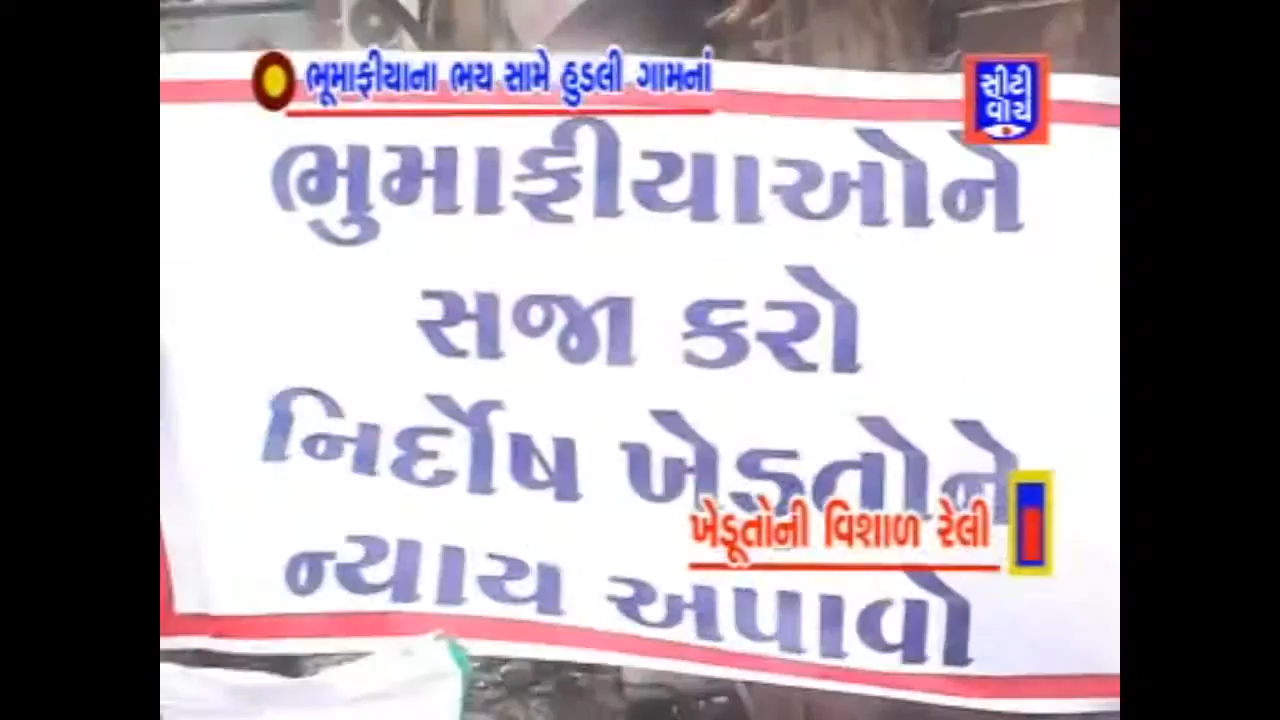 ભૂમાફીયાના ભય સામે હુડલી ગામનાં
સીટી
વોચ
ભુમાફીયાઓને
સજા કરો
નિર્દોષ ખેડુતોને
ખેડૂતોની વિશાળ રેલી
ન્યાય અપાવો